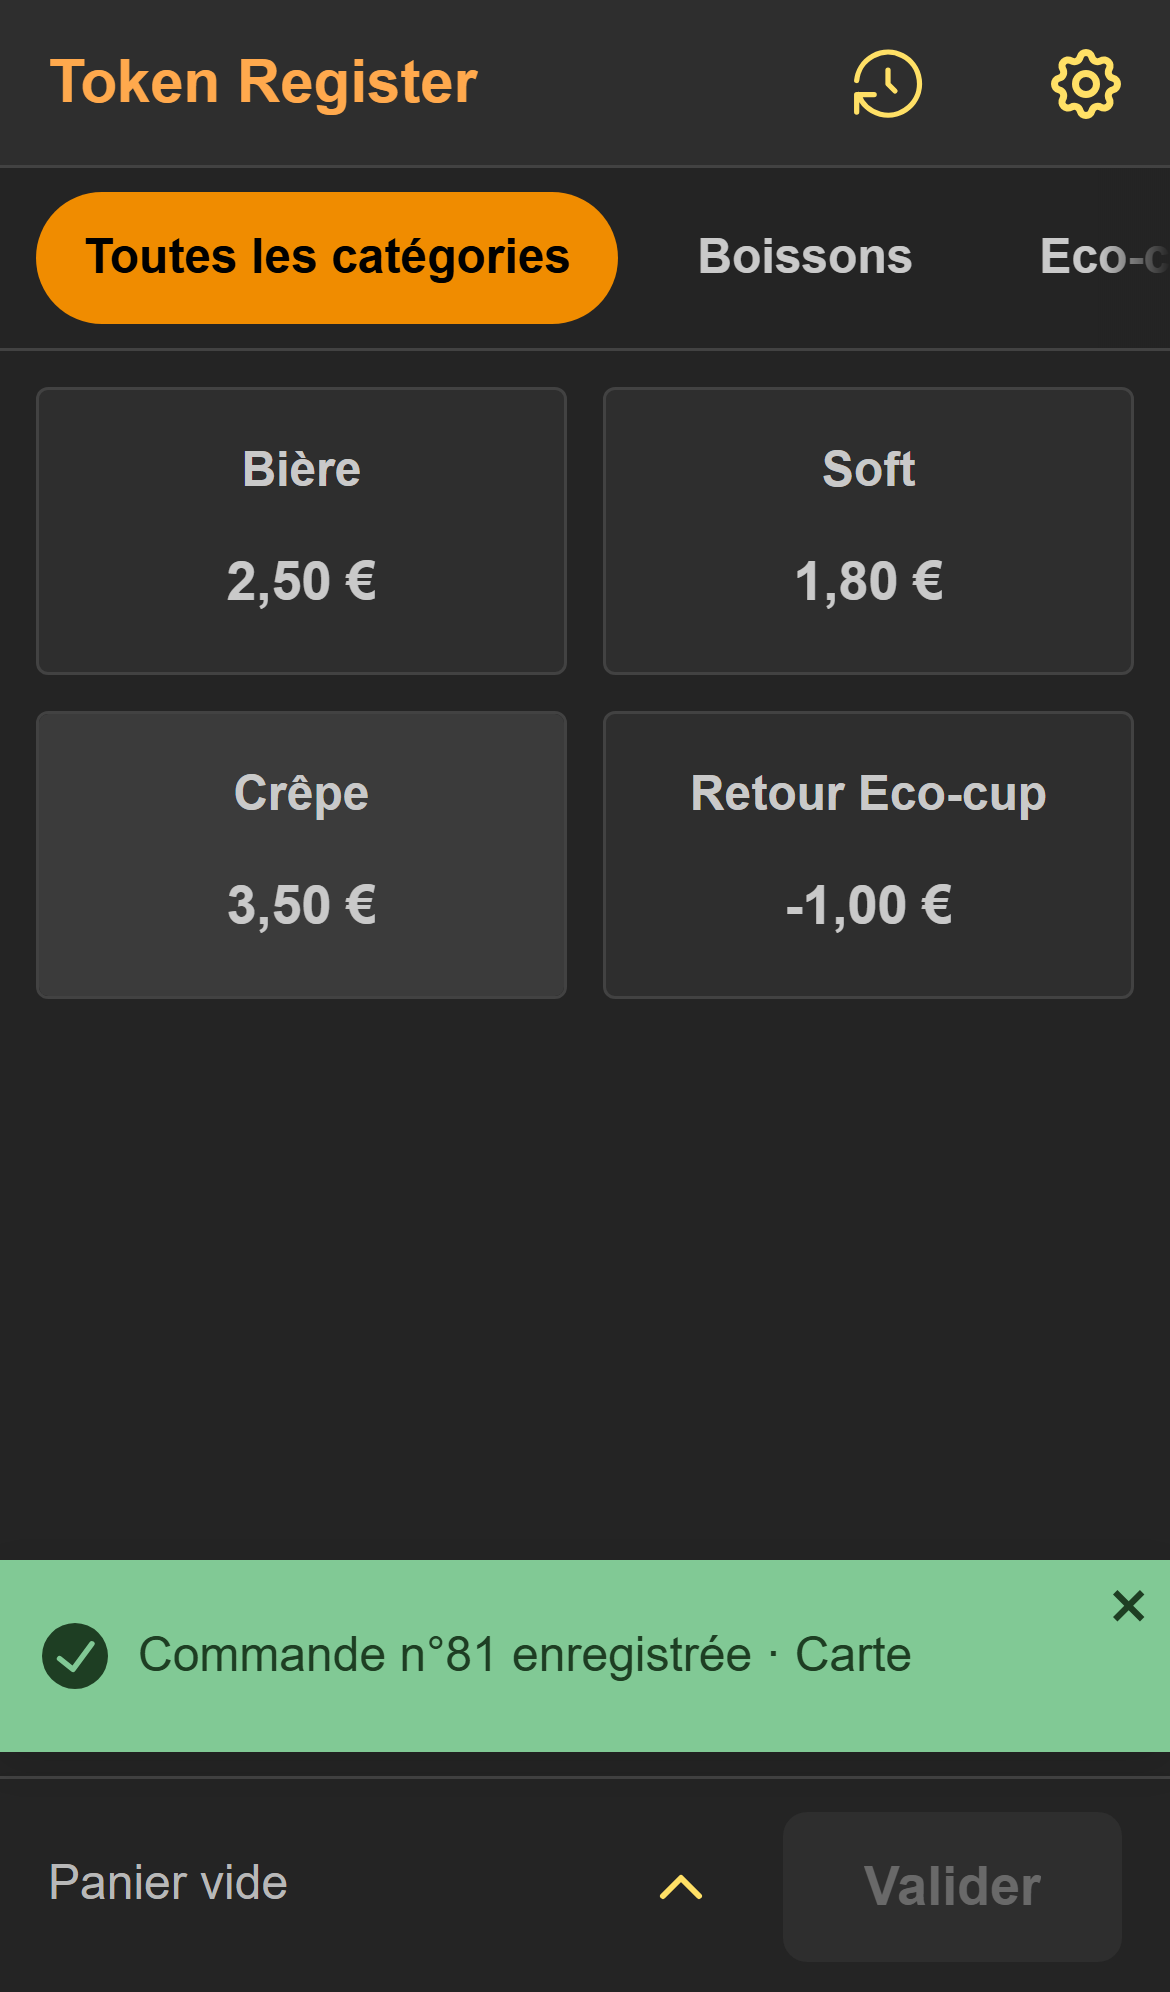 Token Register
Toutes les catégories
Boissons
Eco-c
Bière
2,50 €
Soft
1,80 €
Crêpe
3,50 €
Retour Eco-cup
-1,00 €
Commande n°81 enregistrée · Carte
Panier vide
Valider